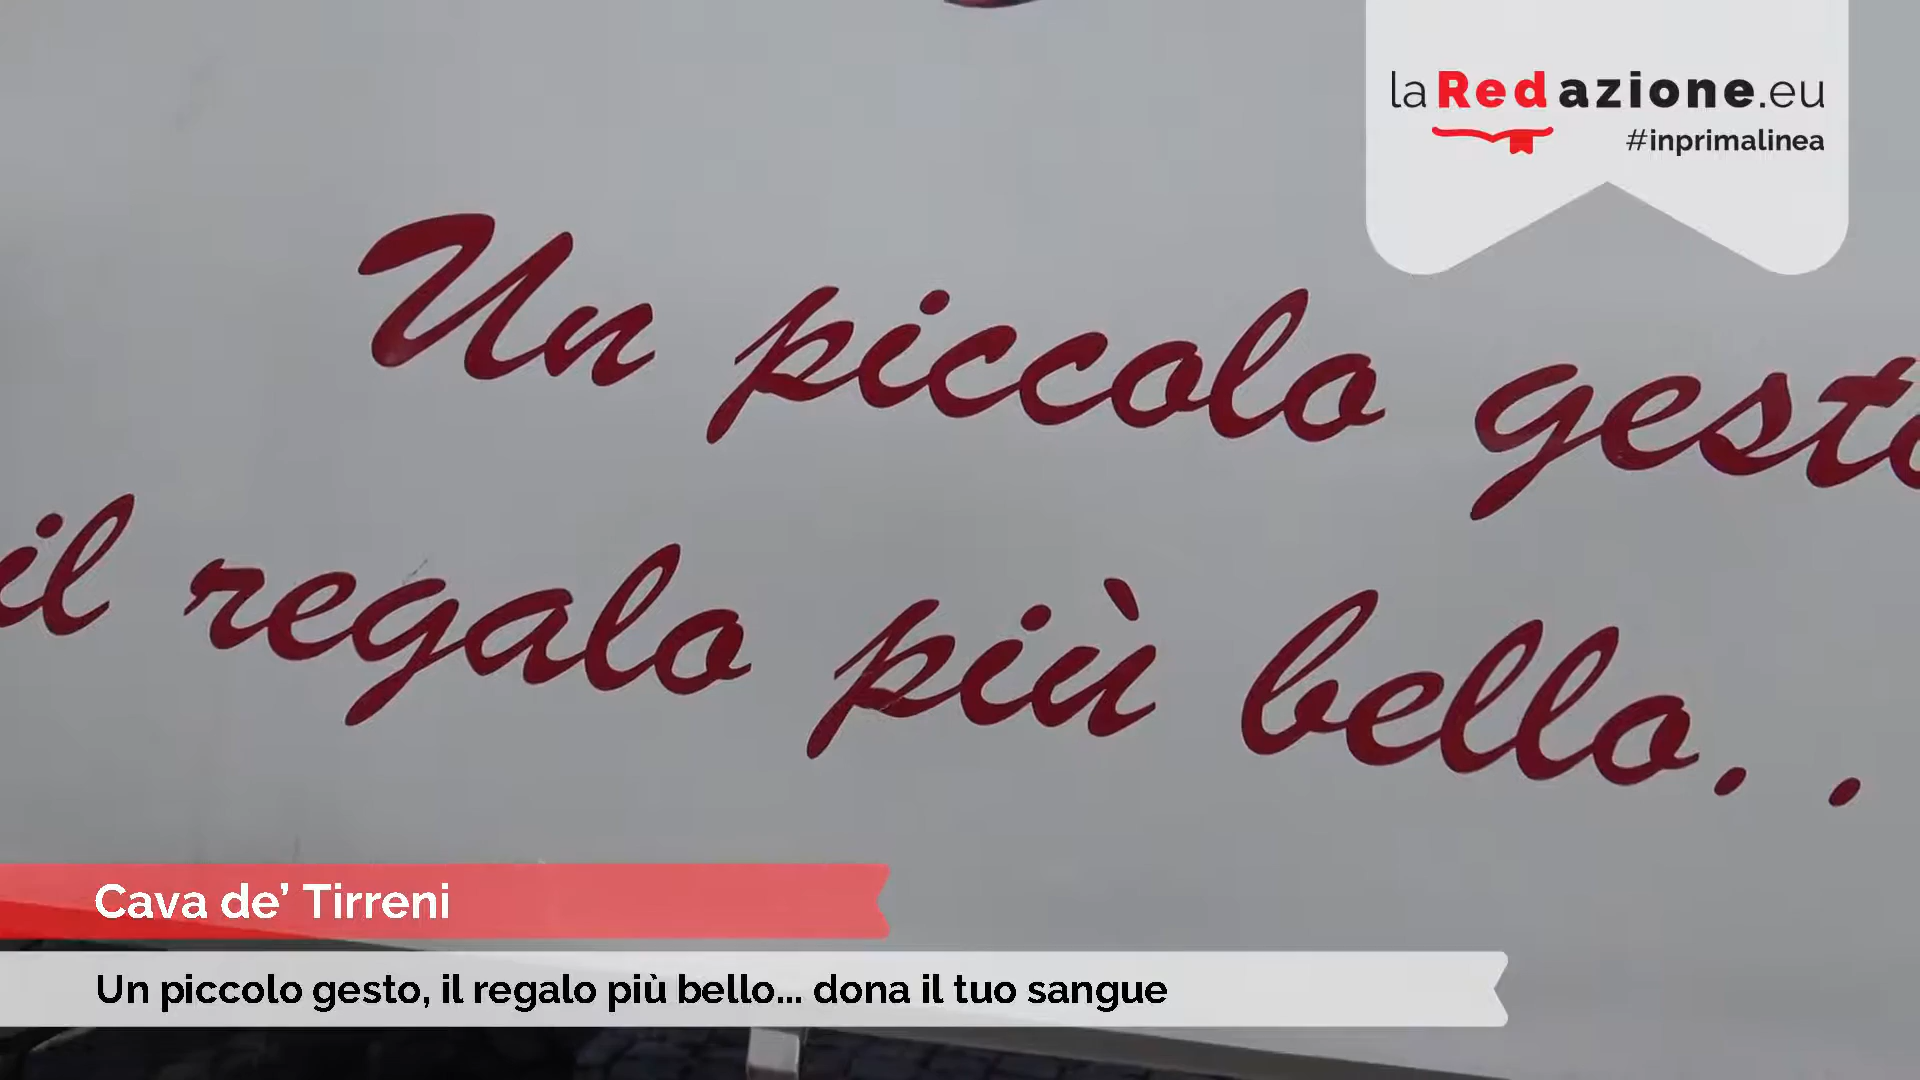 laRedazione.eu
#inprimalinea
Un piccolo gesto
il regalo più bello..
Cava de’ Tirreni
Un piccolo gesto, il regalo più bello... dona il tuo sangue